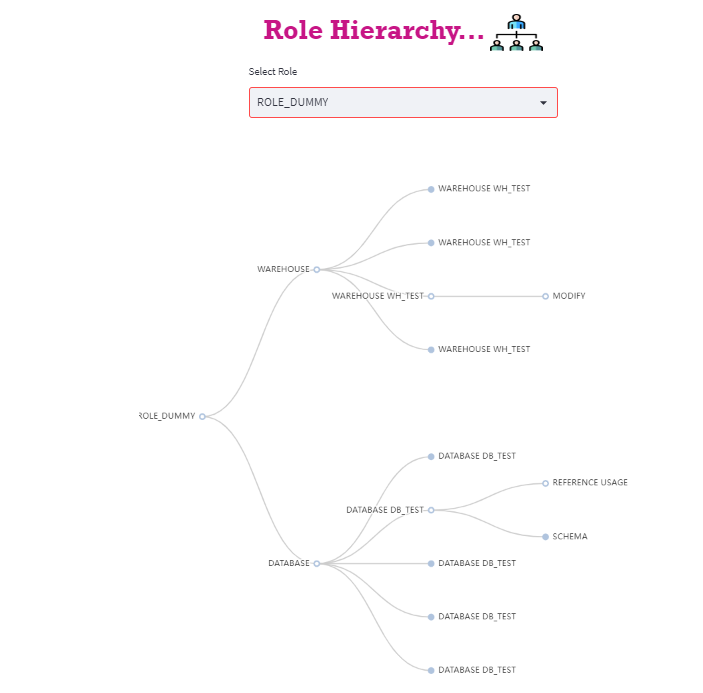 Role Hierarchy...
Select Role
ROLE_DUMMY
WAREHOUSE WH_TEST
WAREHOUSE WH_TEST
WAREHOUSE
WAREHOUSE WH_TEST
MODIFY
WAREHOUSE WH_TEST
ROLE_DUMMY
DATABASE DB_TEST
REFERENCE USAGE
DATABASE DB_TEST
SCHEMA
DATABASE
DATABASE DB_TEST
DATABASE DB_TEST
DATABASE DB_TEST